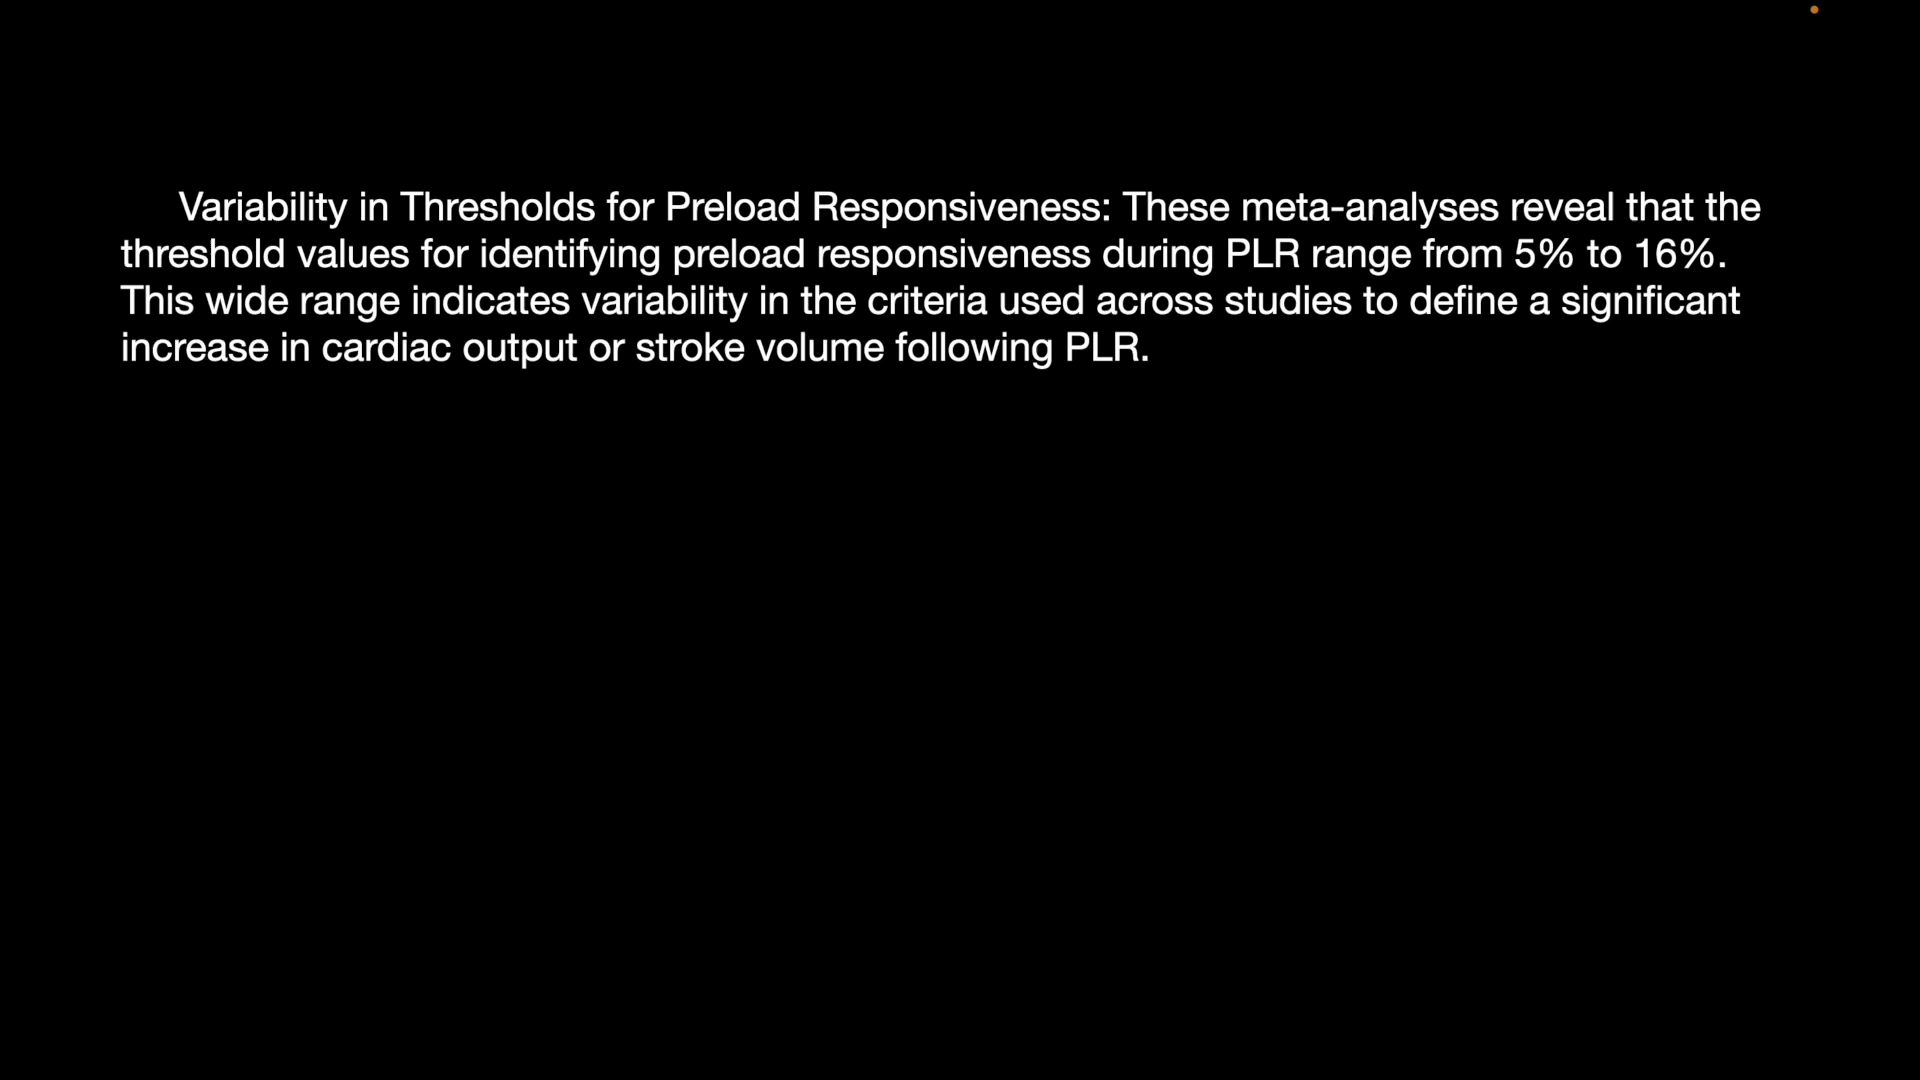 Variability in Thresholds for Preload Responsiveness: These meta-analyses reveal that the
threshold values for identifying preload responsiveness during PLR range from 5% to 16%.
This wide range indicates variability in the criteria used across studies to define a significant
increase in cardiac output or stroke volume following PLR.